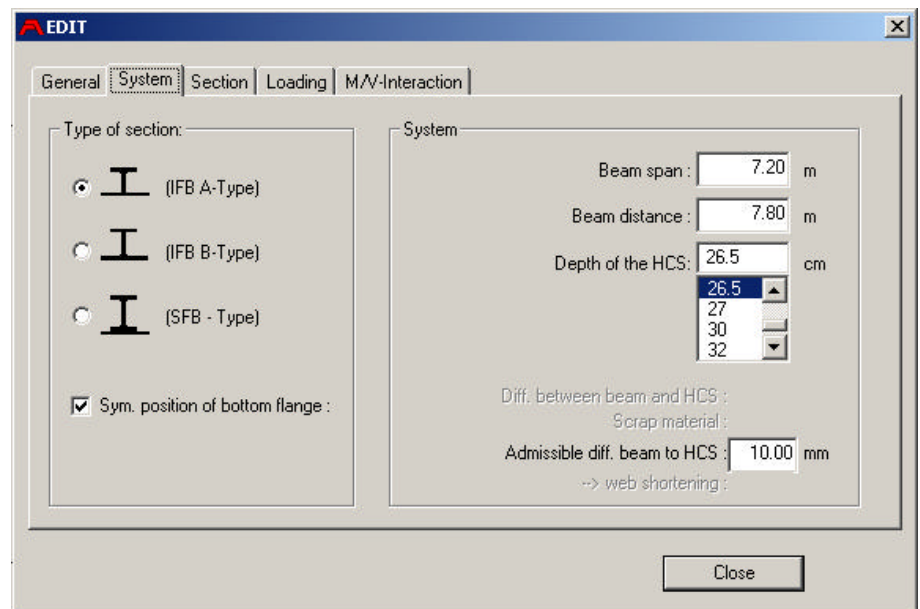 EDIT
General System Section Loading M/V-Interaction
Type of section:
(IFB A-Type)
(IFB B-Type)
(SFB - Type)
Sym. position of bottom flange :
System
Beam span : 7.20 m
Beam distance : 7.80 m
Depth of the HCS: 26.5 cm
26.5
27
30
32
Diff. between beam and HCS :
Scrap material :
Admissible diff. beam to HCS : 10.00 mm
--> web shortening :
Close